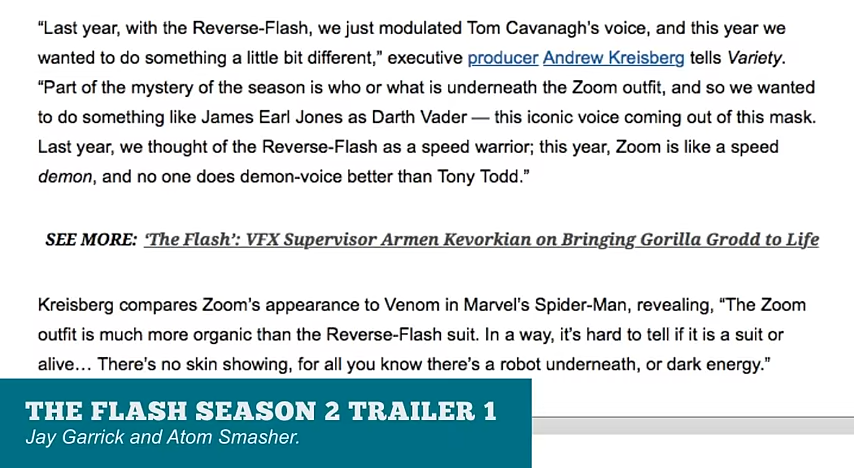 “Last year, with the Reverse-Flash, we just modulated Tom Cavanagh’s voice, and this year we
wanted to do something a little bit different,” executive producer Andrew Kreisberg tells Variety.
“Part of the mystery of the season is who or what is underneath the Zoom outfit, and so we wanted
to do something like James Earl Jones as Darth Vader — this iconic voice coming out of this mask.
Last year, we thought of the Reverse-Flash as a speed warrior; this year, Zoom is like a speed
demon, and no one does demon-voice better than Tony Todd.”
SEE MORE: ‘The Flash’: VFX Supervisor Armen Kevorkian on Bringing Gorilla Grodd to Life
Kreisberg compares Zoom’s appearance to Venom in Marvel’s Spider-Man, revealing, “The Zoom
outfit is much more organic than the Reverse-Flash suit. In a way, it’s hard to tell if it is a suit or
alive… There’s no skin showing, for all you know there’s a robot underneath, or dark energy.”
THE FLASH SEASON 2 TRAILER 1
Jay Garrick and Atom Smasher.